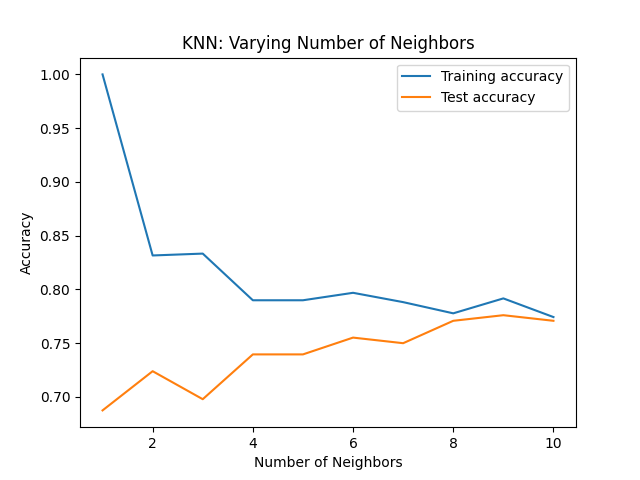 KNN: Varying Number of Neighbors
Training accuracy
Test accuracy
1.00
0.95
0.90
0.85
0.80
0.75
0.70
Accuracy
2 4 6 8 10
Number of Neighbors